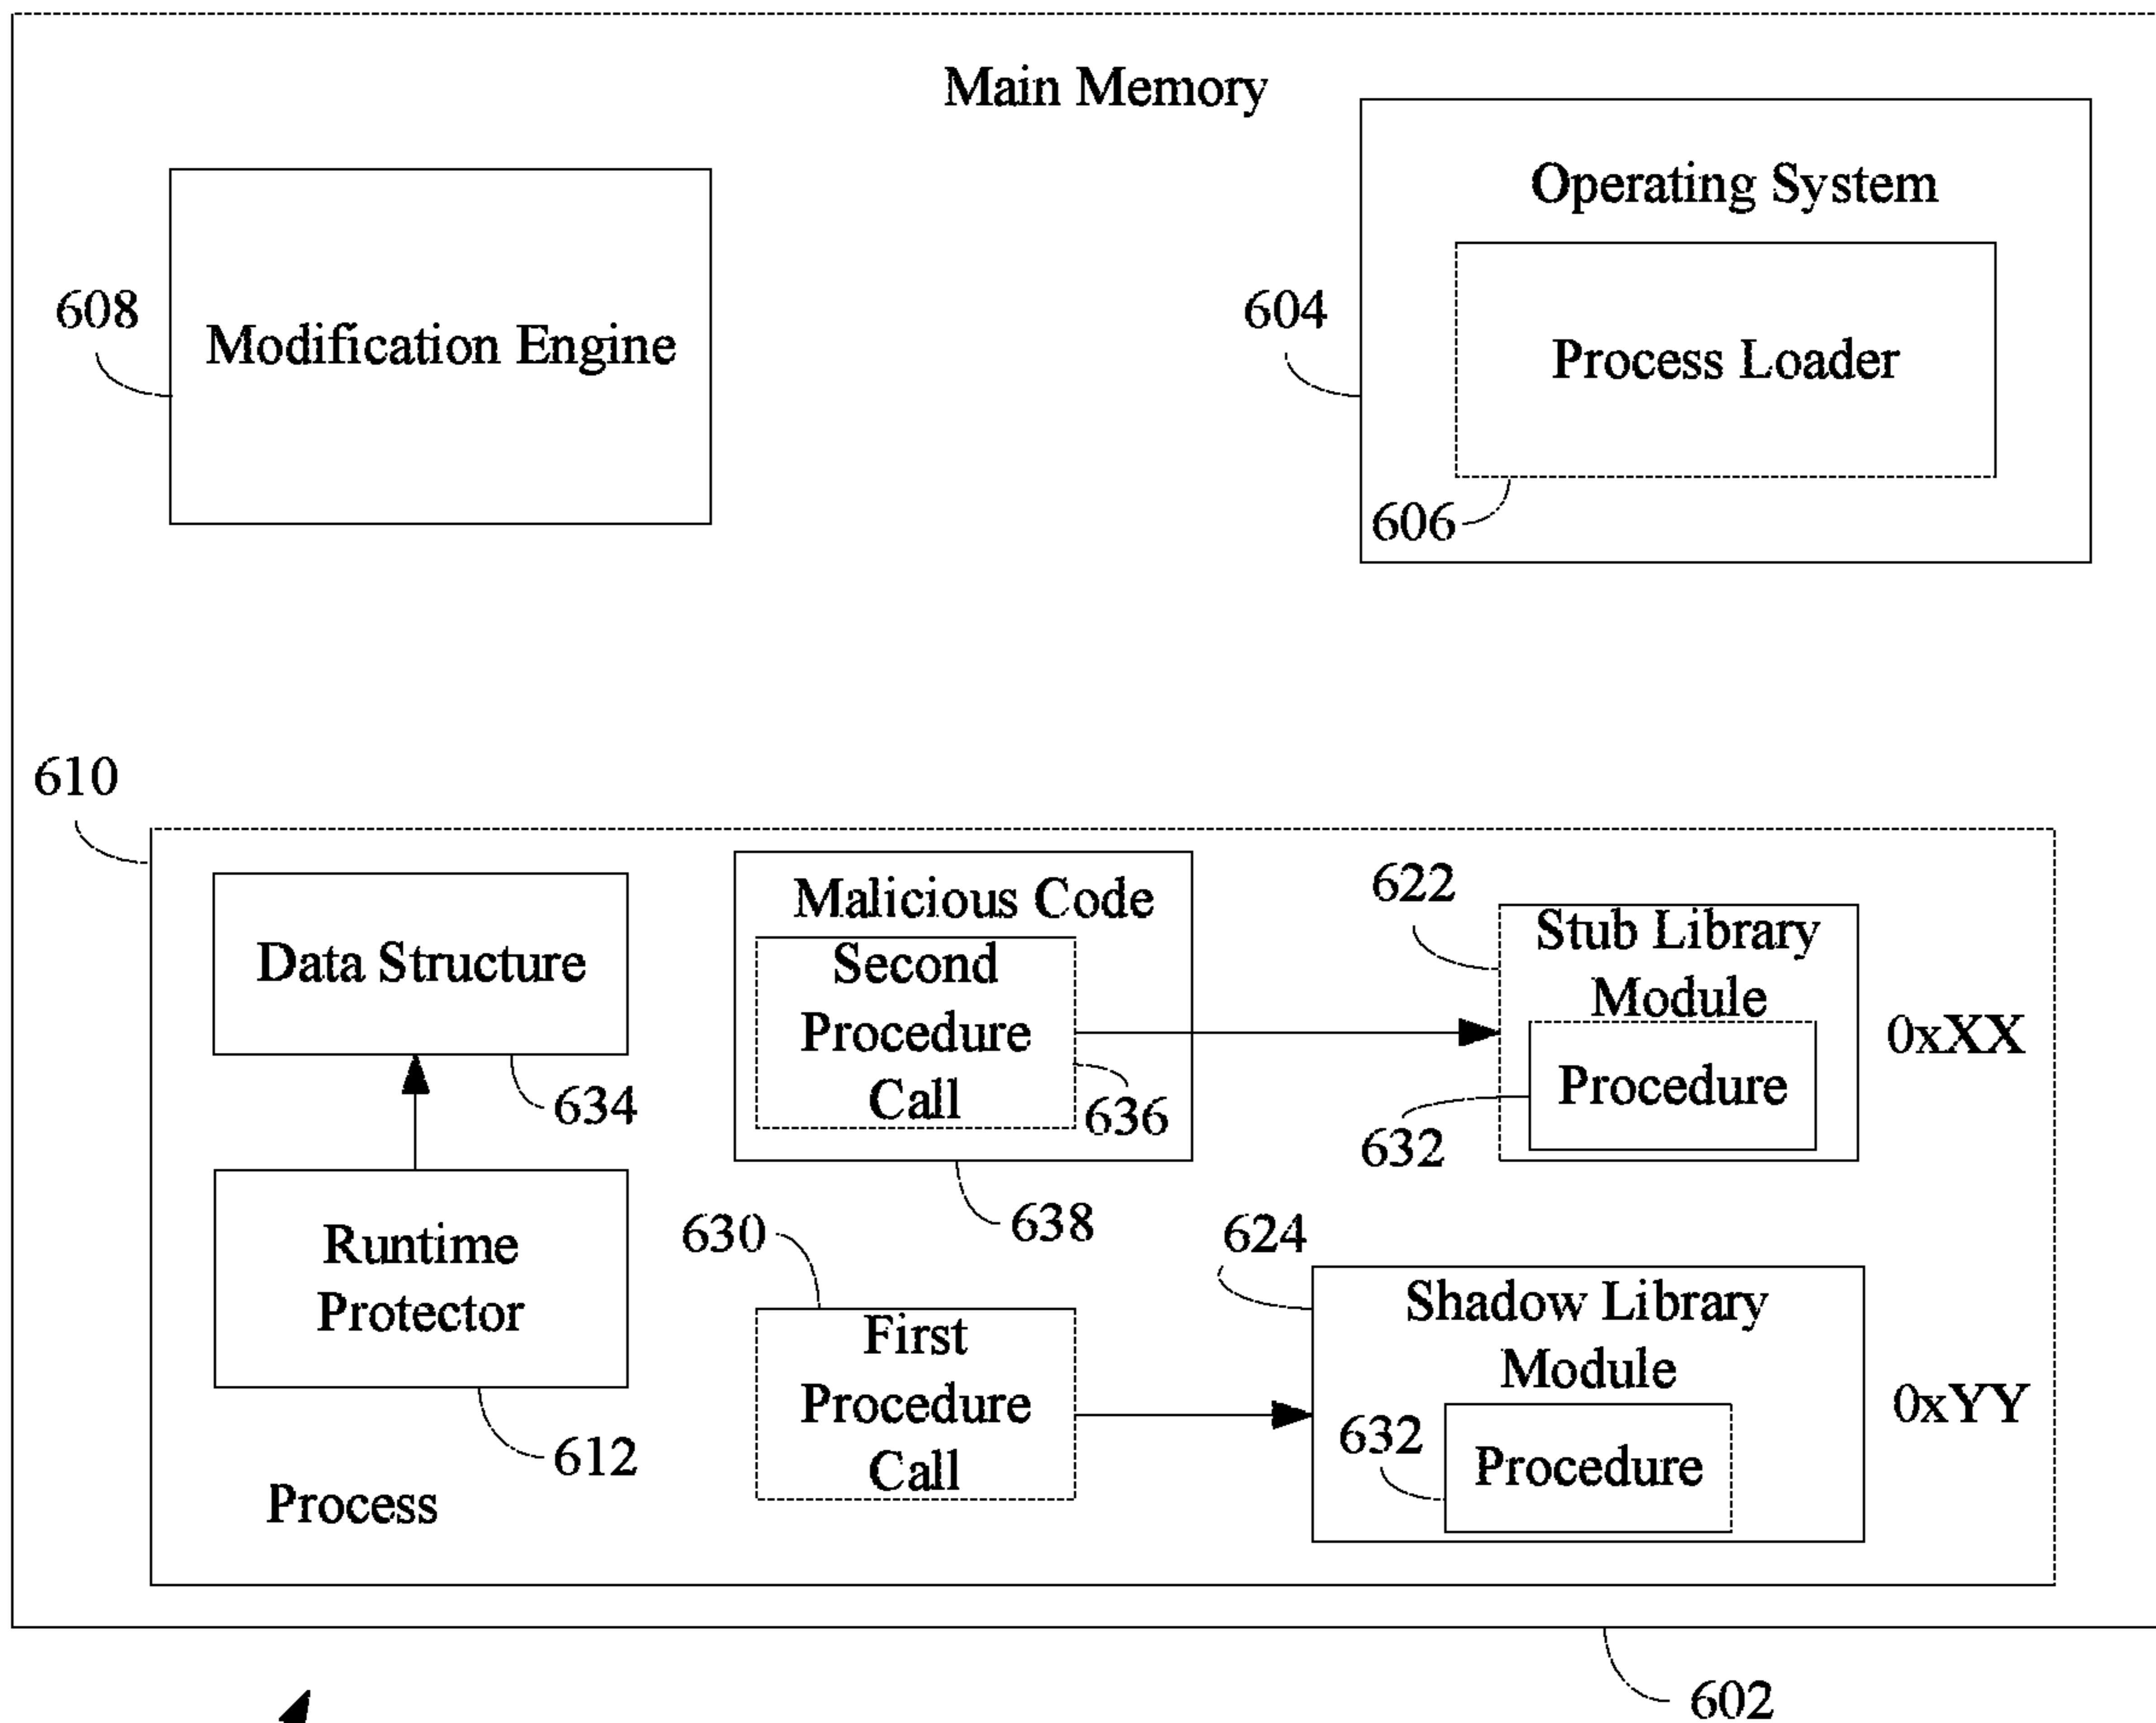 Main Memory
Operating System
608
Modification Engine
604
Process Loader
606
610
Data Structure
634
Malicious Code
Second
Procedure
Call
636
638
622
Stub Library
Module
Procedure
632
0xXX
Runtime
Protector
612
Process
630
First
Procedure
Call
624
Shadow Library
Module
632
Procedure
0xYY
602